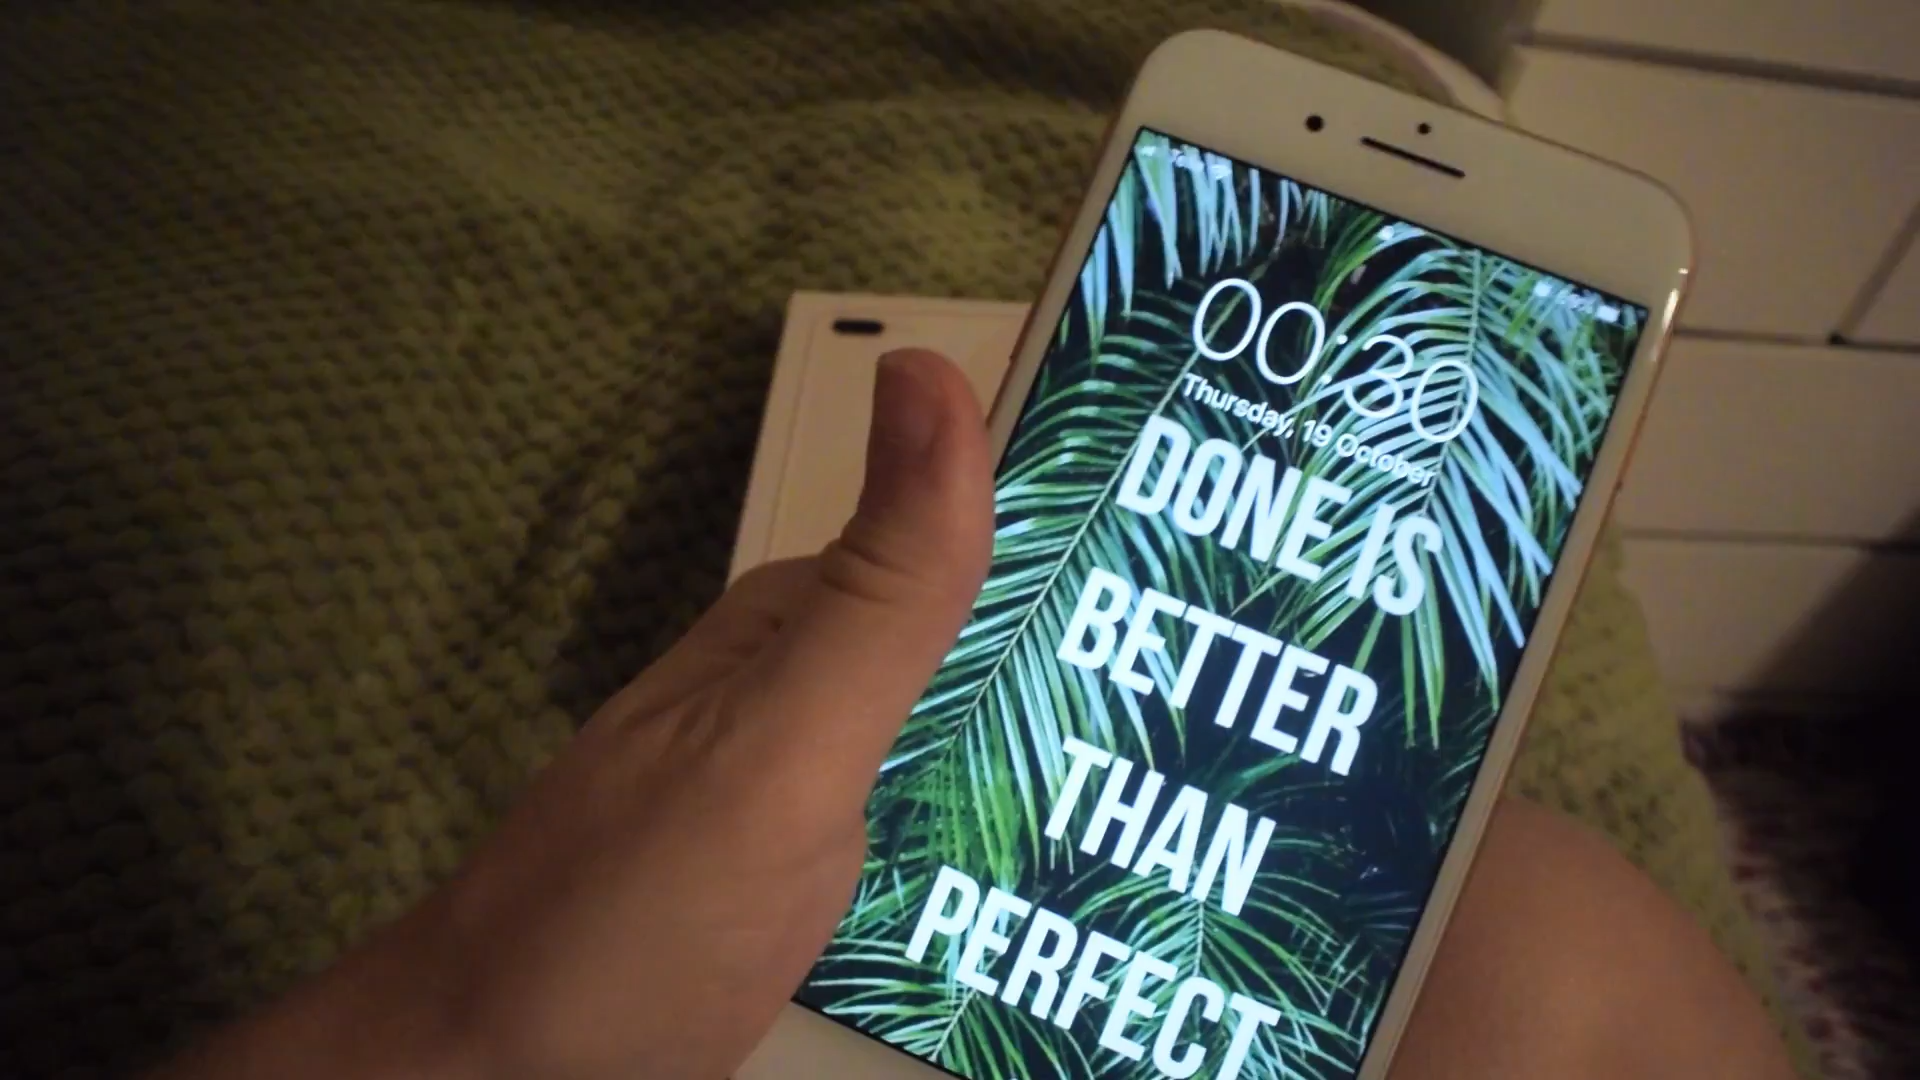 00:30
Thursday, 19 October
DONE IS
BETTER
THAN
PERFECT